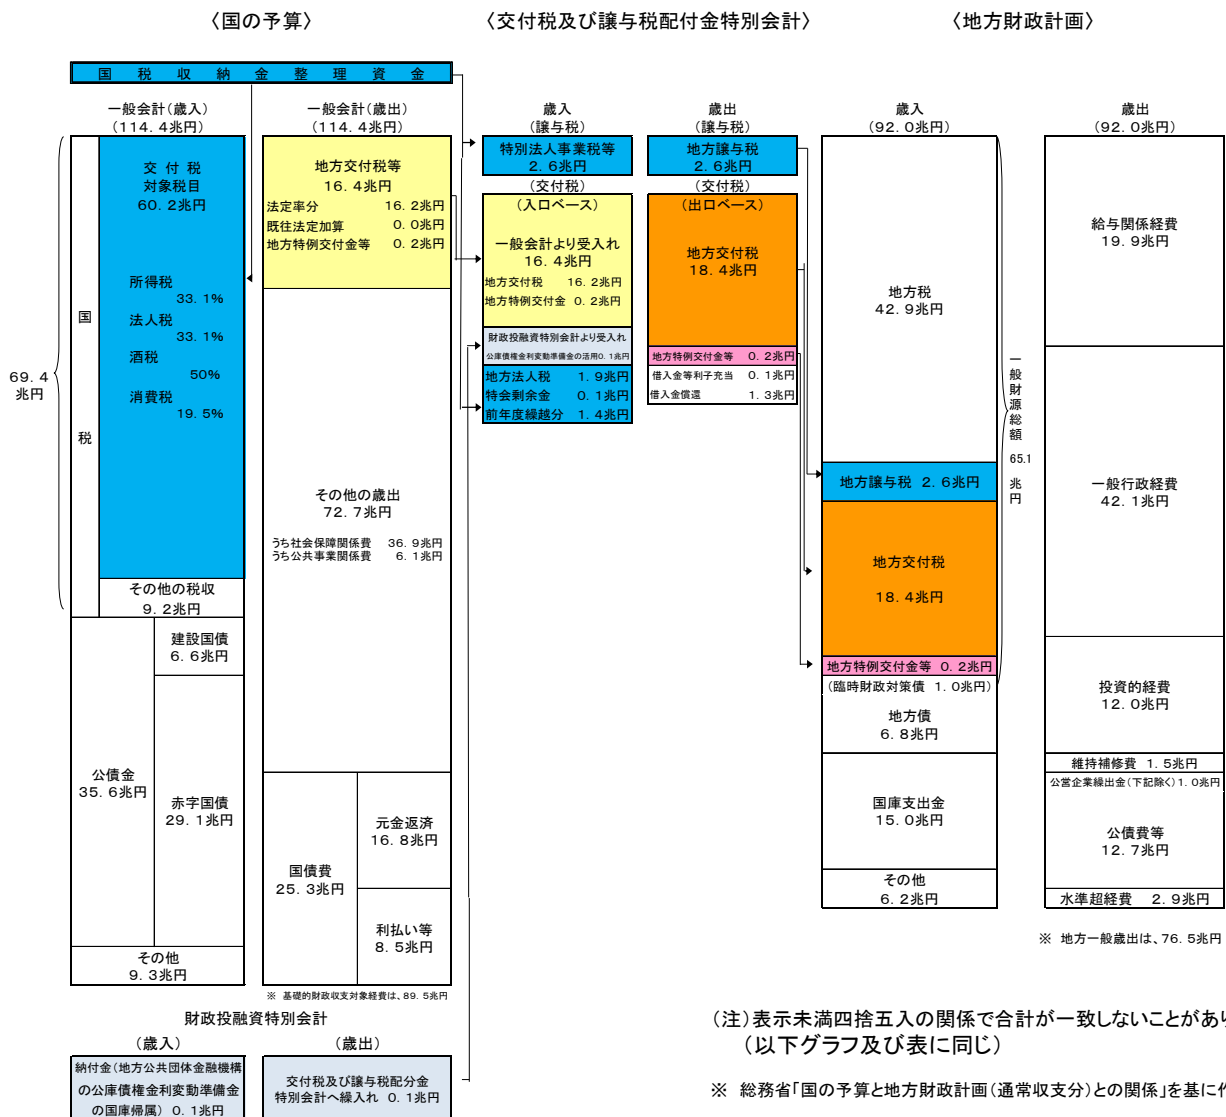 〈国の予算〉
〈交付税及び譲与税配付金特別会計〉
〈地方財政計画〉
国税収納金整理資金
一般会計(歳入)
(114.4兆円)
69.4
兆円
国
税
交付税
対象税目
60.2兆円
所得税
33.1%
法人税
33.1%
酒税
50%
消費税
19.5%
その他の税収
9.2兆円
公債金
35.6兆円
建設国債
6.6兆円
赤字国債
29.1兆円
その他
9.3兆円
一般会計(歳出)
(114.4兆円)
地方交付税等
16.4兆円
法定率分 16.2兆円
既往法定加算 0.0兆円
地方特例交付金等 0.2兆円
その他の歳出
72.7兆円
うち社会保障関係費 36.9兆円
うち公共事業関係費 6.1兆円
国債費
25.3兆円
元金返済
16.8兆円
利払い等
8.5兆円
※ 基礎的財政収支対象経費は、89.5兆円
財政投融資特別会計
(歳入)
納付金(地方公共団体金融機構
の公庫債権金利変動準備金
の国庫帰属) 0.1兆円
(歳出)
交付税及び譲与税配分金
特別会計へ繰入れ 0.1兆円
歳入
(譲与税)
特別法人事業税等
2.6兆円
(交付税)
(入口ベース)
一般会計より受入れ
16.4兆円
地方交付税 16.2兆円
地方特例交付金 0.2兆円
財政投融資特別会計より受入れ
公庫債権金利変動準備金の活用0.1兆円
地方法人税 1.9兆円
特会剰余金 0.1兆円
前年度繰越分 1.4兆円
歳出
(譲与税)
地方譲与税
2.6兆円
(交付税)
(出口ベース)
地方交付税
18.4兆円
地方特例交付金等 0.2兆円
借入金等利子充当 0.1兆円
借入金償還 1.3兆円
歳入
(92.0兆円)
地方税
42.9兆円
地方譲与税 2.6兆円
地方交付税
18.4兆円
地方特例交付金等 0.2兆円
(臨時財政対策債 1.0兆円)
地方債
6.8兆円
国庫支出金
15.0兆円
その他
6.2兆円
一般財源総額
65.1
兆円
歳出
(92.0兆円)
給与関係経費
19.9兆円
一般行政経費
42.1兆円
投資的経費
12.0兆円
維持補修費 1.5兆円
公営企業繰出金(下記除く)1.0兆円
公債費等
12.7兆円
水準超経費 2.9兆円
※ 地方一般歳出は、76.5兆円
(注)表示未満四捨五入の関係で合計が一致しないことがあり
(以下グラフ及び表に同じ)
※ 総務省「国の予算と地方財政計画(通常収支分)との関係」を基に